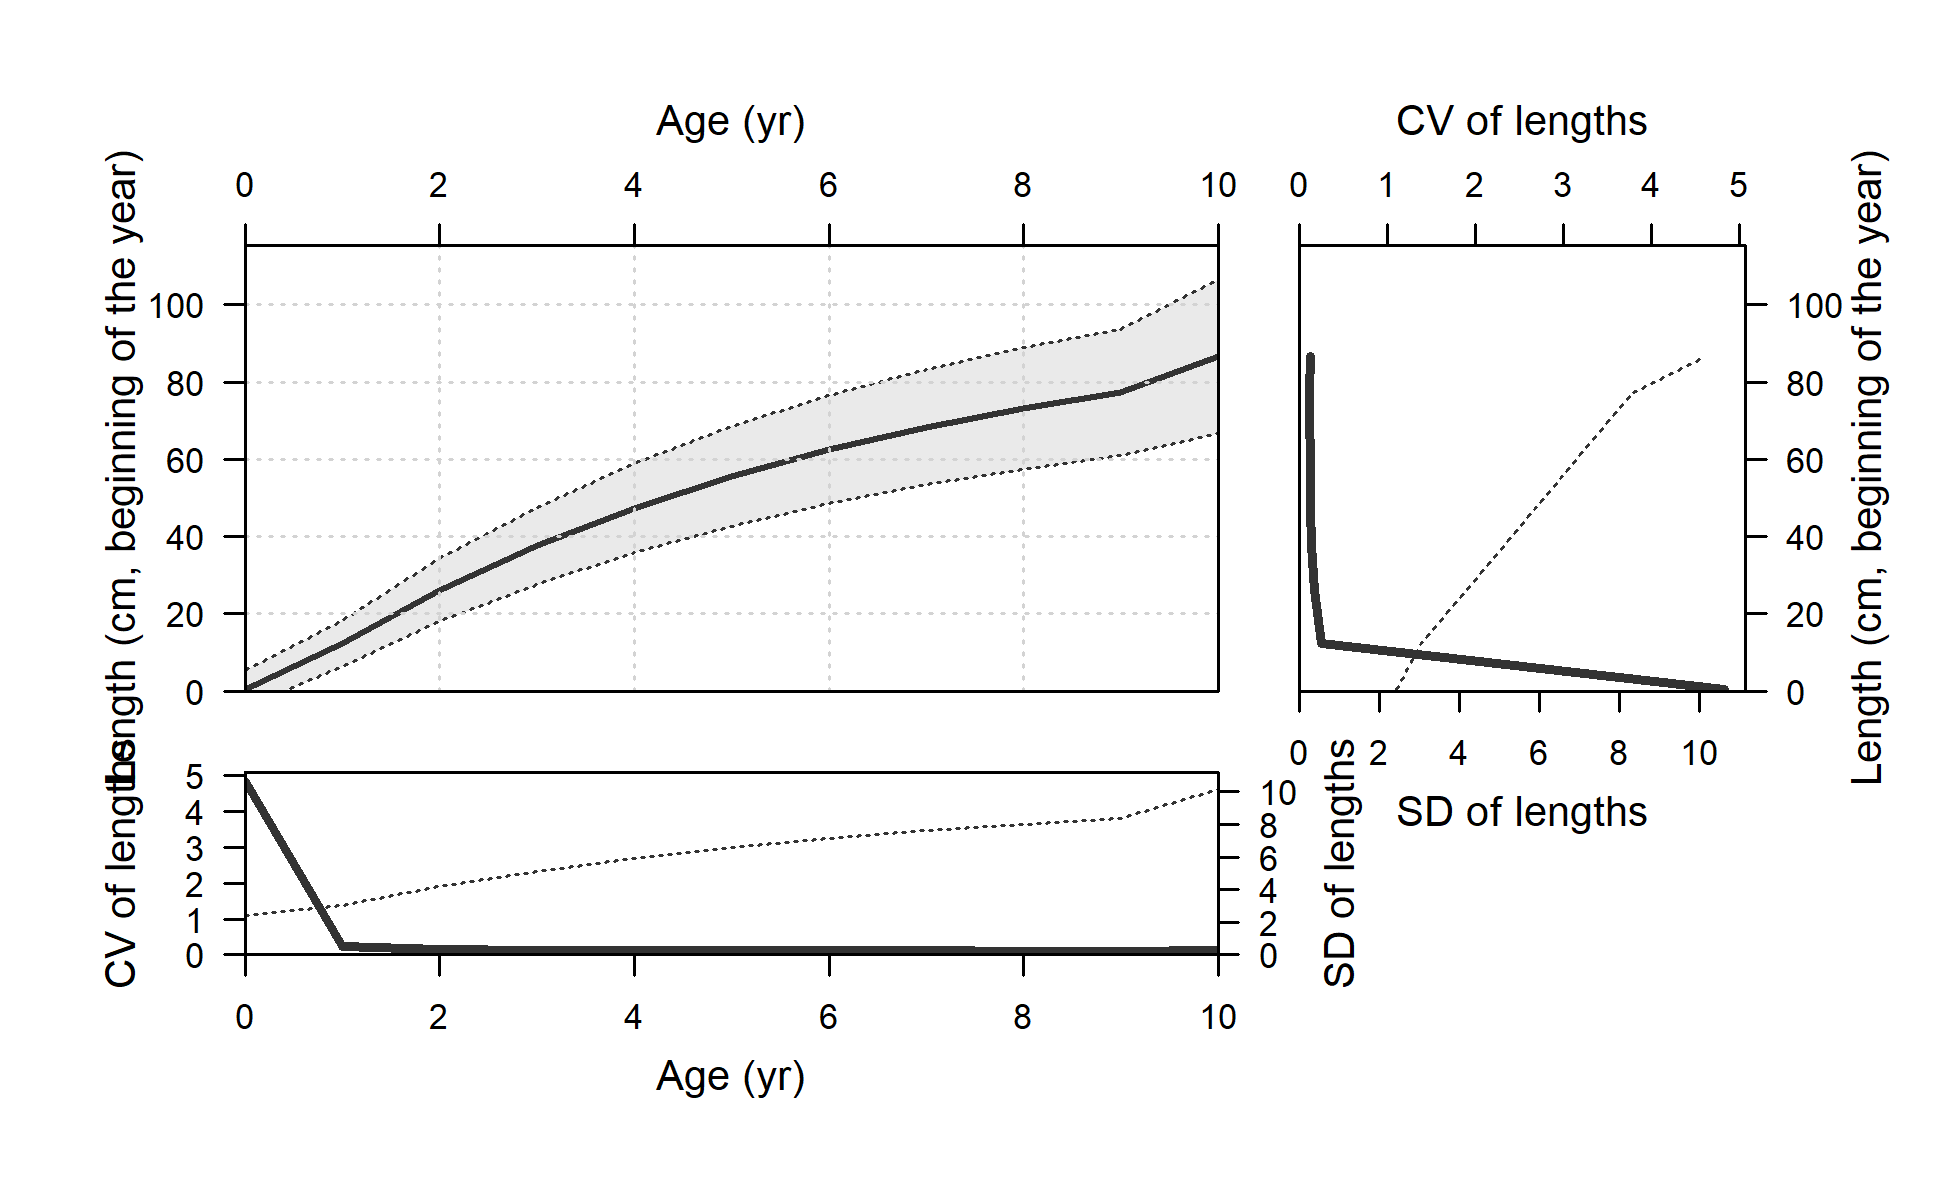 Age (yr)
CV of lengths
0 2 4 6 8 10
0 1 2 3 4 5
Length (cm, beginning of the year)
100
80
60
40
20
0
100
80
60
40
20
0
Length (cm, beginning of the year)
0 2 4 6 8 10
SD of lengths
CV of lengths
5
4
3
2
1
0
10
8
6
4
2
0
SD of lengths
0 2 4 6 8 10
Age (yr)